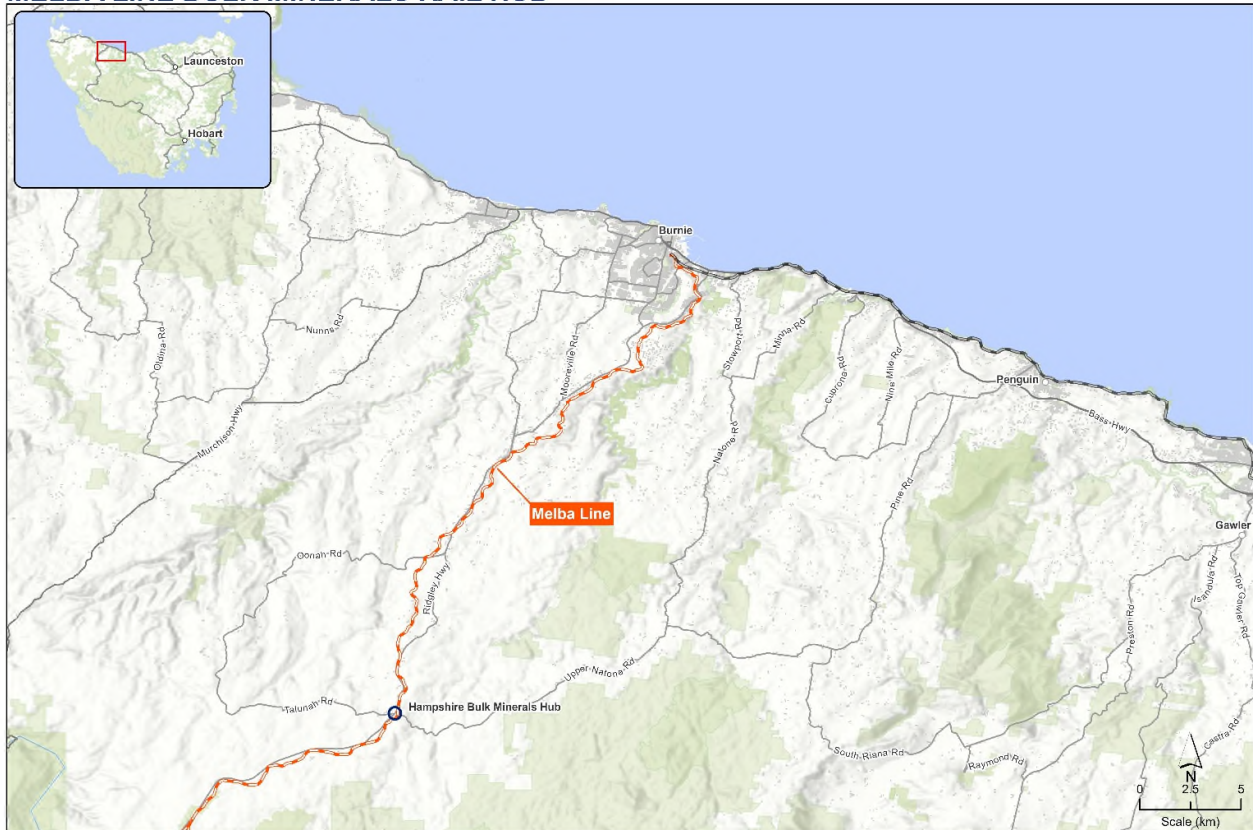 Launceston
Hobart
Burnie
Nunns Rd
Oldina Rd
Mooreville Rd
Stowport Rd
Minna Rd
Cuprona Rd
Nine Mile Rd
Penguin
Bass Hwy
Murchison Hwy
Natone Rd
Pine Rd
Melba Line
Gawler
Oonah Rd
Ridgley Hwy
Isandula Rd
Top Gawler Rd
Preston Rd
Upper Natone Rd
Talunah Rd
Hampshire Bulk Minerals Hub
South Riana Rd
Raymond Rd
Castra Rd
N
0 2.5 5
Scale (km)